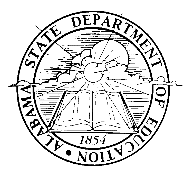 ALABAMA STATE DEPARTMENT OF EDUCATION •
1854